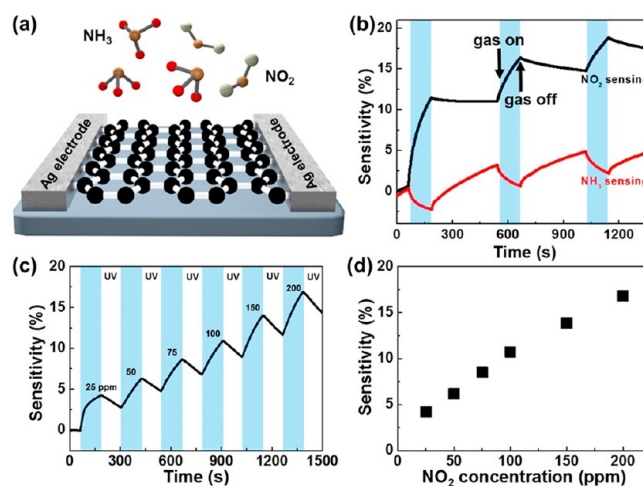 (a)
NH3
NO2
Ag electrode
Ag electrode
(b)
Sensitivity (%)
20
15
10
5
0
gas on
gas off
NO2 sensing
NH3 sensing
0 300 600 900 1200
Time (s)
(c)
Sensitivity (%)
20
15
10
5
0
UV UV UV UV UV UV
25 ppm
50
75
100
150
200
0 300 600 900 1200 1500
Time (s)
(d)
Sensitivity (%)
20
15
10
5
0
0 50 100 150 200
NO2 concentration (ppm)